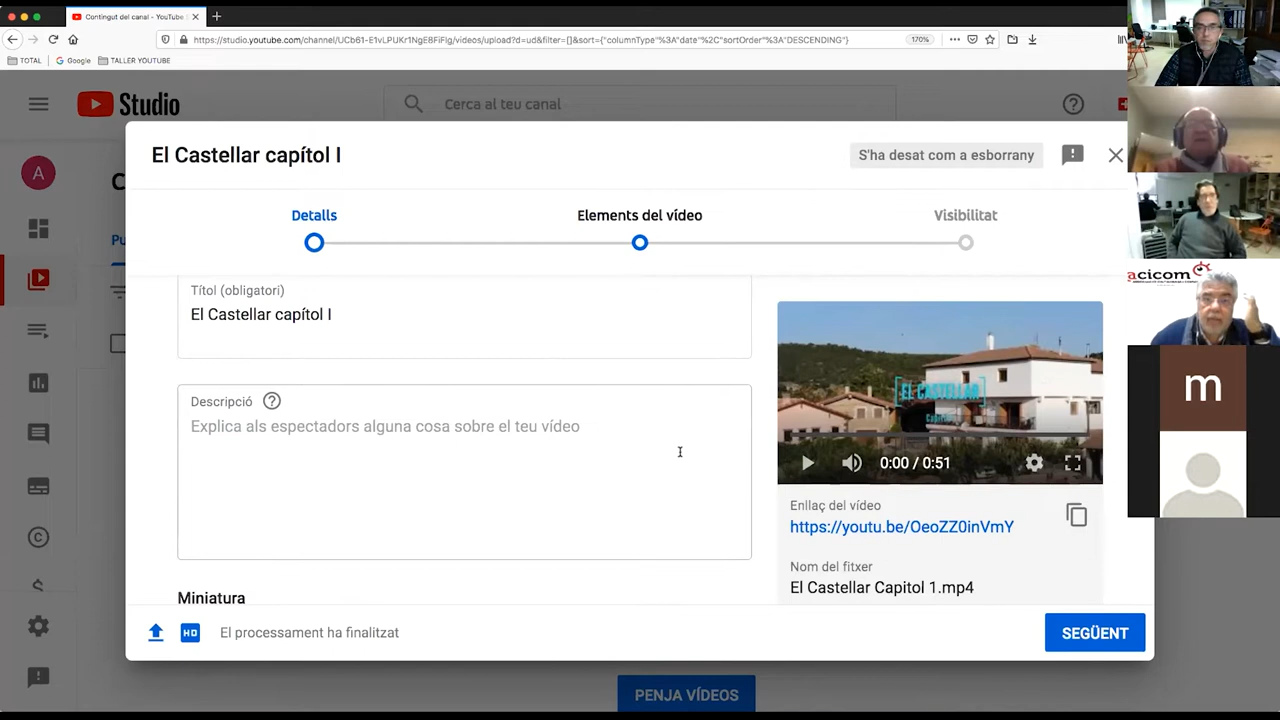 Contingut del canal - YouTube
https://studio.youtube.com/channel/UCb61-E1vLPUKr1NgE8FEqHg/videos/upload?d=ud&filter=[]&sort={"columnType"%3A"date"%2C"sortOrder"%3A"DESCENDING"}
170%
TOTAL
Google
TALLER YOUTUBE
Studio
Cerca al teu canal
A
El Castellar capítol I
S'ha desat com a esborrany
Detalls
Elements del vídeo
Visibilitat
Pu
Títol (obligatori)
El Castellar capítol I
Descripció
Explica als espectadors alguna cosa sobre el teu vídeo
EL CASTELLAR
0:00 / 0:51
Enllaç del vídeo
https://youtu.be/OeoZZ0inVmY
Nom del fitxer
El Castellar Capitol 1.mp4
Miniatura
HD
El processament ha finalitzat
SEGÜENT
PENJA VÍDEOS
acicom
m